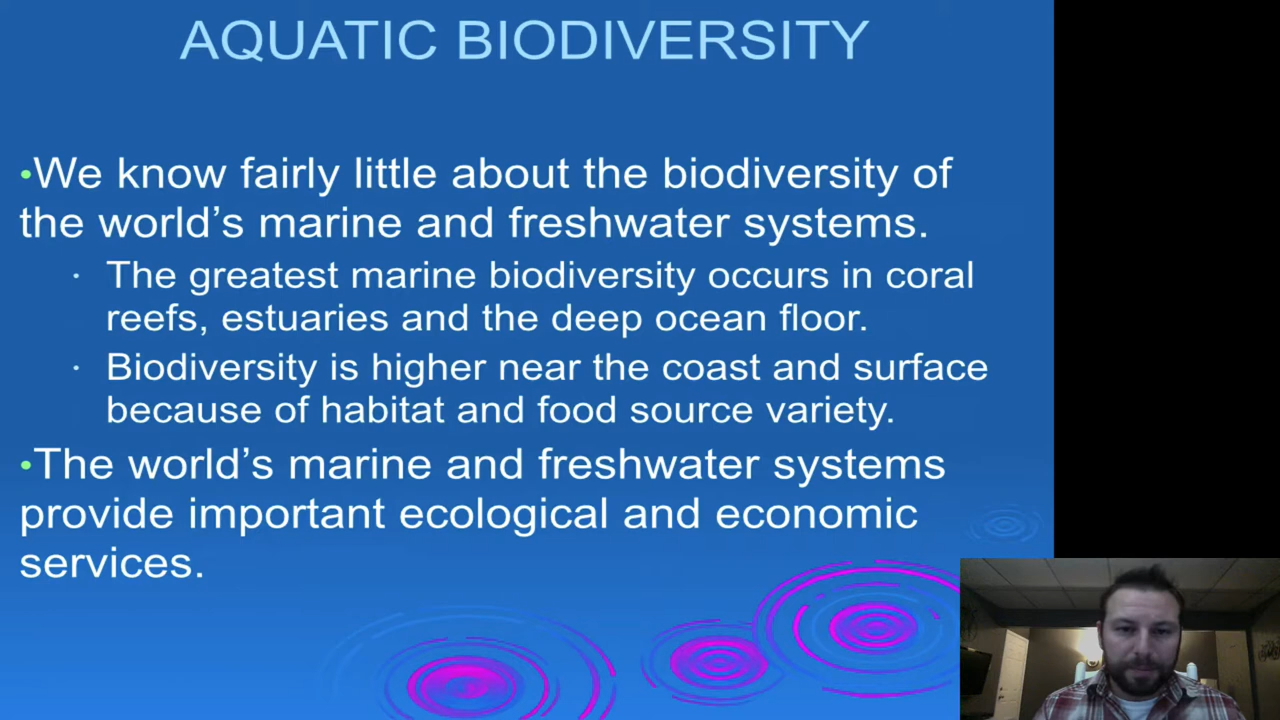 AQUATIC BIODIVERSITY
•We know fairly little about the biodiversity of
the world’s marine and freshwater systems.
· The greatest marine biodiversity occurs in coral
reefs, estuaries and the deep ocean floor.
· Biodiversity is higher near the coast and surface
because of habitat and food source variety.
•The world’s marine and freshwater systems
provide important ecological and economic
services.